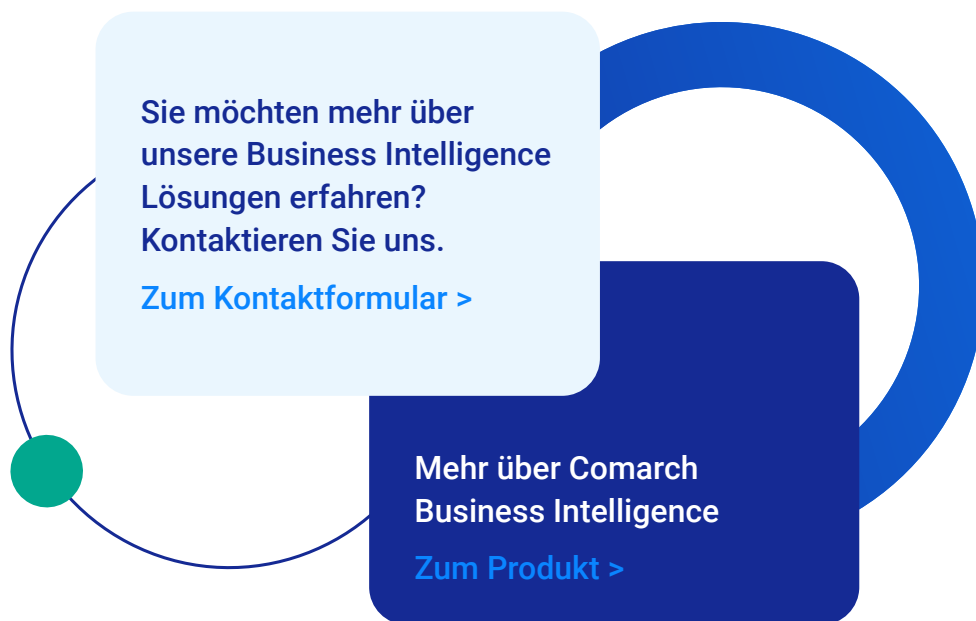 Sie möchten mehr über
unsere Business Intelligence
Lösungen erfahren?
Kontaktieren Sie uns.
Zum Kontaktformular >
Mehr über Comarch
Business Intelligence
Zum Produkt >